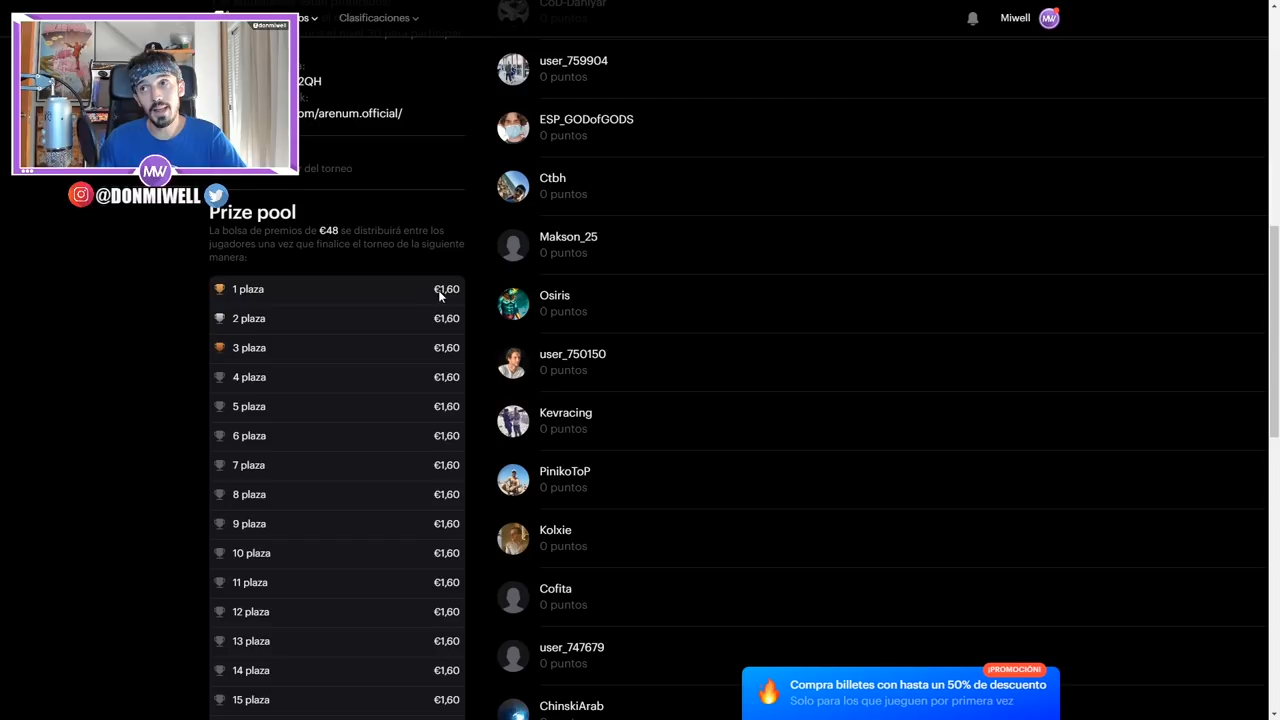 @donmiwell
os
Clasificaciones
Miwell
MW
:
2QH
k:
om/arenum.official/
r del torneo
MW
@DONMIWELL
Prize pool
La bolsa de premios de €48 se distribuirá entre los
jugadores una vez que finalice el torneo de la siguiente
manera:
1 plaza €1,60
2 plaza €1,60
3 plaza €1,60
4 plaza €1,60
5 plaza €1,60
6 plaza €1,60
7 plaza €1,60
8 plaza €1,60
9 plaza €1,60
10 plaza €1,60
11 plaza €1,60
12 plaza €1,60
13 plaza €1,60
14 plaza €1,60
15 plaza €1,60
CoD-Daniyar
0 puntos
user_759904
0 puntos
ESP_GODofGODS
0 puntos
Ctbh
0 puntos
Makson_25
0 puntos
Osiris
0 puntos
user_750150
0 puntos
Kevracing
0 puntos
PinikoToP
0 puntos
Kolxie
0 puntos
Cofita
0 puntos
user_747679
0 puntos
ChinskiArab
¡PROMOCIÓN!
Compra billetes con hasta un 50% de descuento
Solo para los que jueguen por primera vez